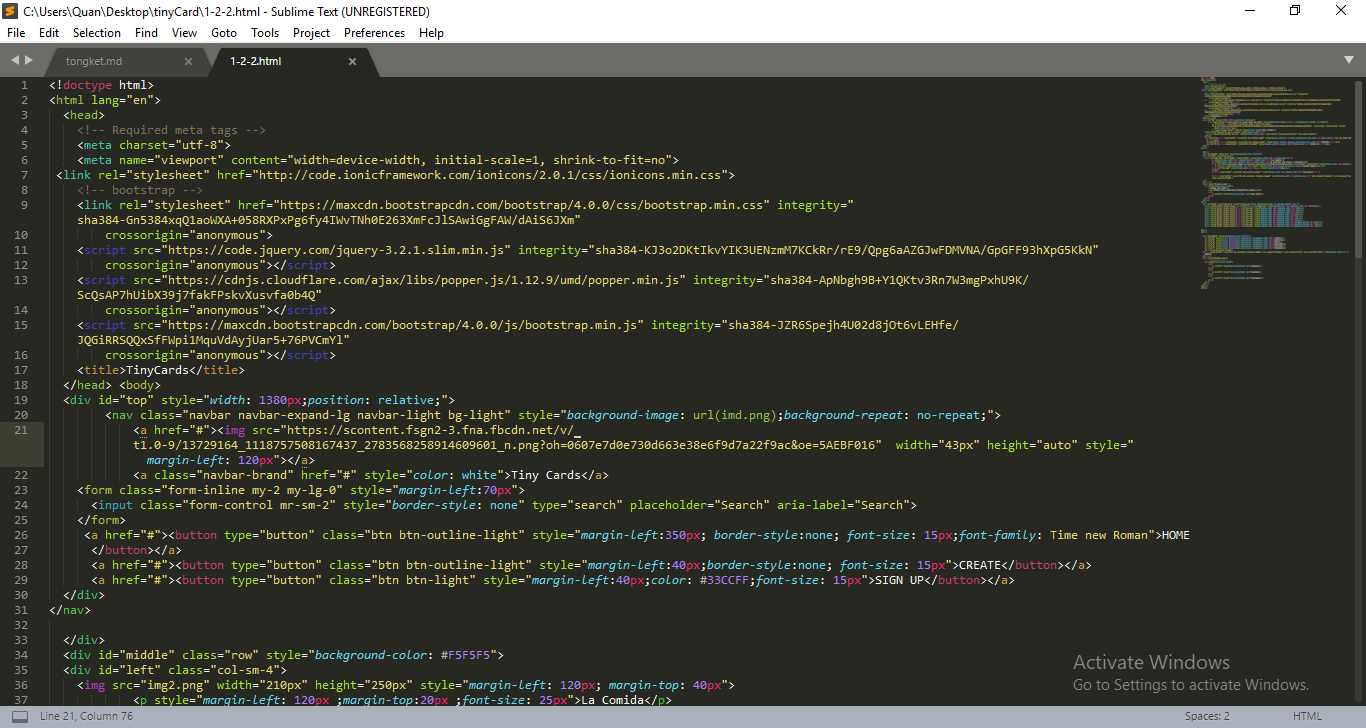 C:\Users\Quan\Desktop\tinyCard\1-2-2.html - Sublime Text (UNREGISTERED)
File Edit Selection Find View Goto Tools Project Preferences Help
tongket.md 1-2-2.html
1 <!doctype html>
2 <html lang="en">
3 <head>
4 <!-- Required meta tags -->
5 <meta charset="utf-8">
6 <meta name="viewport" content="width=device-width, initial-scale=1, shrink-to-fit=no">
7 <link rel="stylesheet" href="http://code.ionicframework.com/ionicons/2.0.1/css/ionicons.min.css">
8 <!-- bootstrap -->
9 <link rel="stylesheet" href="https://maxcdn.bootstrapcdn.com/bootstrap/4.0.0/css/bootstrap.min.css" integrity="
sha384-Gn5384xqQ1aoWXA+058RXPxPg6fy4IWvTNh0E263XmFcJlSAwiGgFAW/dAiS6JXm"
10 crossorigin="anonymous">
11 <script src="https://code.jquery.com/jquery-3.2.1.slim.min.js" integrity="sha384-KJ3o2DKtIkvYIK3UENzmM7KCkRr/rE9/Qpg6aAZGJwFDMVNA/GpGFF93hXpG5KkN"
12 crossorigin="anonymous"></script>
13 <script src="https://cdnjs.cloudflare.com/ajax/libs/popper.js/1.12.9/umd/popper.min.js" integrity="sha384-ApNbgh9B+Y1QKtv3Rn7W3mgPxhU9K/
ScQsAP7hUibX39j7fakFPskvXusvfa0b4Q"
14 crossorigin="anonymous"></script>
15 <script src="https://maxcdn.bootstrapcdn.com/bootstrap/4.0.0/js/bootstrap.min.js" integrity="sha384-JZR6Spejh4U02d8jOt6vLEHfe/
JQGiRRSQQxSfFWpi1MquVdAyjUar5+76PVCmYl"
16 crossorigin="anonymous"></script>
17 <title>TinyCards</title>
18 </head> <body>
19 <div id="top" style="width: 1380px;position: relative;">
20 <nav class="navbar navbar-expand-lg navbar-light bg-light" style="background-image: url(imd.png);background-repeat: no-repeat;">
21 <a href="#"><img src="https://scontent.fsgn2-3.fna.fbcdn.net/v/
t1.0-9/13729164_1118757508167437_2783568258914609601_n.png?oh=0607e7d0e730d663e38e6f9d7a22f9ac&oe=5AEBF016" width="43px" height="auto" style="
margin-left: 120px"></a>
22 <a class="navbar-brand" href="#" style="color: white">Tiny Cards</a>
23 <form class="form-inline my-2 my-lg-0" style="margin-left:70px">
24 <input class="form-control mr-sm-2" style="border-style: none" type="search" placeholder="Search" aria-label="Search">
25 </form>
26 <a href="#"><button type="button" class="btn btn-outline-light" style="margin-left:350px; border-style:none; font-size: 15px;font-family: Time new Roman">HOME
27 </button></a>
28 <a href="#"><button type="button" class="btn btn-outline-light" style="margin-left:40px;border-style:none; font-size: 15px">CREATE</button></a>
29 <a href="#"><button type="button" class="btn btn-light" style="margin-left:40px;color: #33CCFF;font-size: 15px">SIGN UP</button></a>
30 </div>
31 </nav>
32
33 </div>
34 <div id="middle" class="row" style="background-color: #F5F5F5">
35 <div id="left" class="col-sm-4">
36 <img src="img2.png" width="210px" height="250px" style="margin-left: 120px; margin-top: 40px">
37 <p style="margin-left: 120px ;margin-top:20px ;font-size: 25px">La Comida</p>
Activate Windows
Go to Settings to activate Windows.
Line 21, Column 76 Spaces: 2 HTML